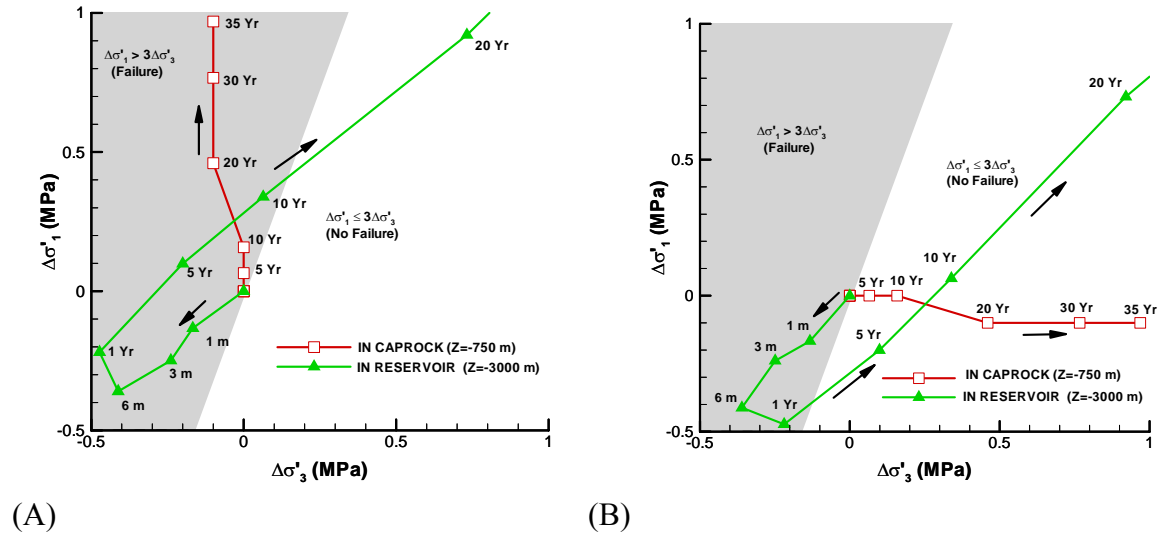 1
35 Yr
Δσ'₁ > 3Δσ'₃
(Failure)
20 Yr
30 Yr
0.5
20 Yr
10 Yr
Δσ'₁ ≤ 3Δσ'₃
(No Failure)
10 Yr
5 Yr
5 Yr
0
1 m
IN CAPROCK (Z=-750 m)
1 Yr
3 m
IN RESERVOIR (Z=-3000 m)
6 m
-0.5
-0.5
0
0.5
1
Δσ'₁ (MPa)
Δσ'₃ (MPa)
(A)
1
20 Yr
Δσ'₁ > 3Δσ'₃
(Failure)
0.5
Δσ'₁ ≤ 3Δσ'₃
(No Failure)
10 Yr
5 Yr
10 Yr
20 Yr
30 Yr
35 Yr
0
1 m
5 Yr
3 m
IN CAPROCK (Z=-750 m)
6 m
1 Yr
IN RESERVOIR (Z=-3000 m)
-0.5
-0.5
0
0.5
1
Δσ'₁ (MPa)
Δσ'₃ (MPa)
(B)